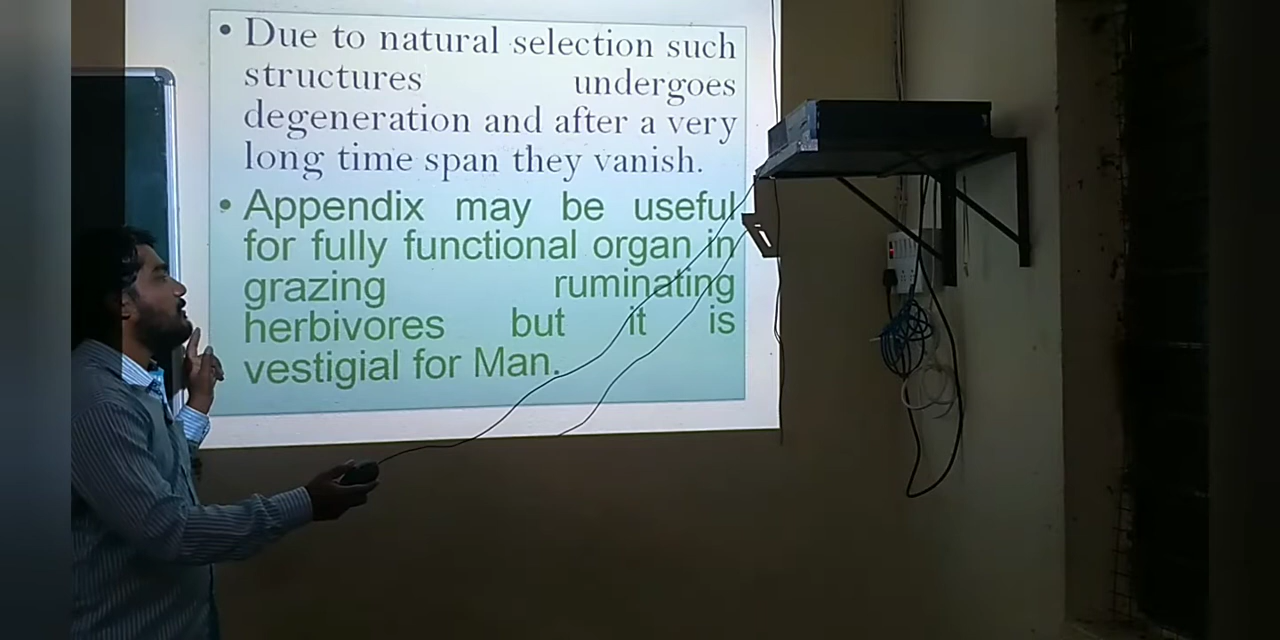 • Due to natural selection such
structures undergoes
degeneration and after a very
long time span they vanish.
• Appendix may be useful
for fully functional organ in
grazing ruminating
herbivores but it is
vestigial for Man.